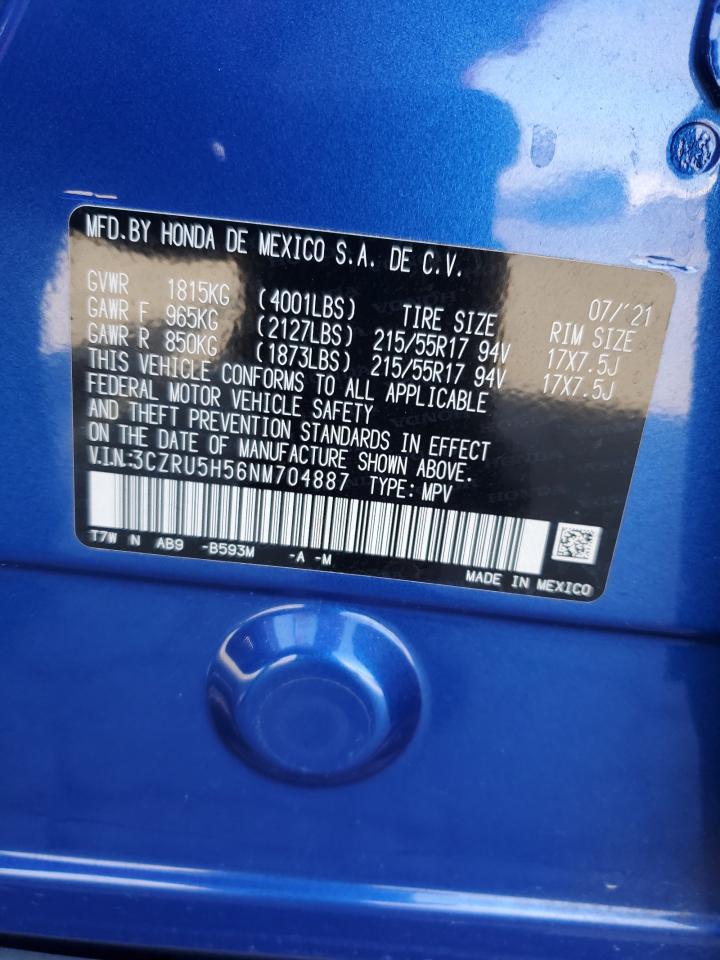 MFD.BY HONDA DE MEXICO S.A. DE C.V.
07/'21
GVWR 1815KG (4001LBS) TIRE SIZE RIM SIZE
GAWR F 965KG (2127LBS) 215/55R17 94V 17X7.5J
GAWR R 850KG (1873LBS) 215/55R17 94V 17X7.5J
THIS VEHICLE CONFORMS TO ALL APPLICABLE
FEDERAL MOTOR VEHICLE SAFETY
AND THEFT PREVENTION STANDARDS IN EFFECT
ON THE DATE OF MANUFACTURE SHOWN ABOVE.
V.I.N:3CZRU5H56NM704887 TYPE: MPV
T7W N AB9 -B593M -A -M
MADE IN MEXICO